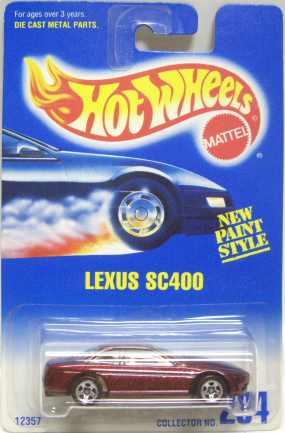 For ages over 3 years.
DIE CAST METAL PARTS.
HOT WHEELS
MATTEL
®
NEW
PAINT
STYLE
LEXUS SC400
12357
COLLECTOR NO.